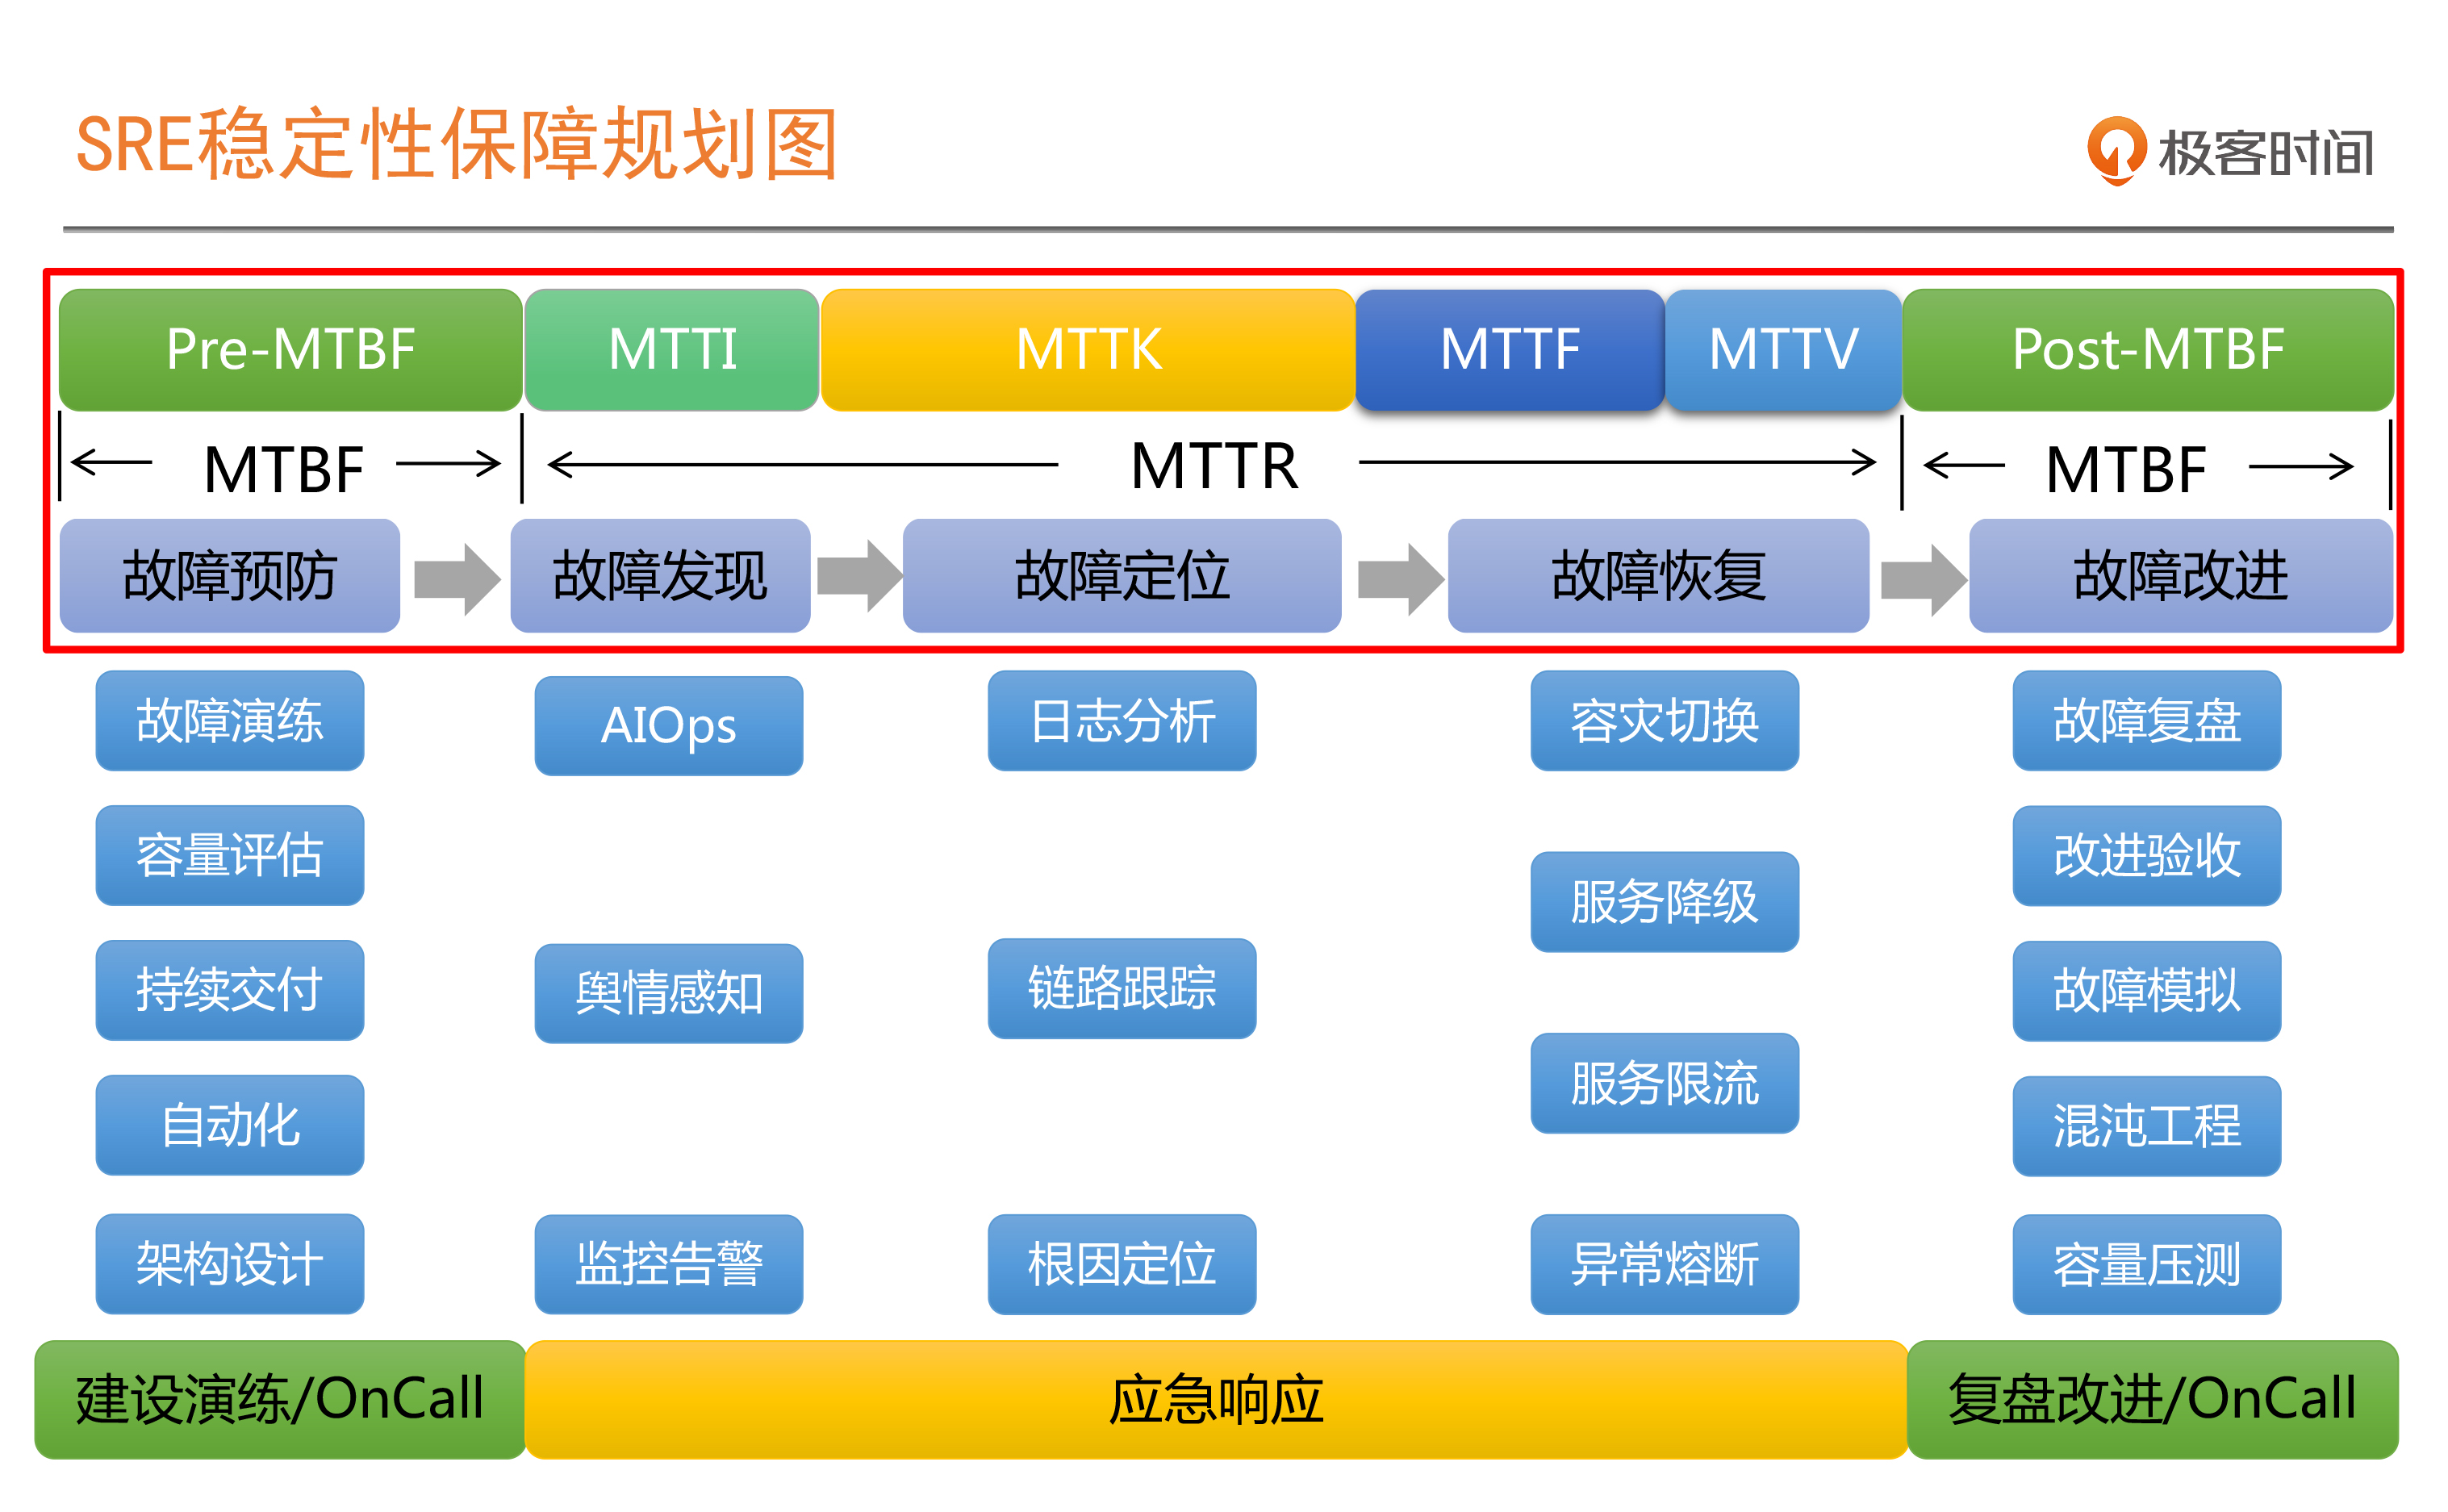 SRE稳定性保障规划图
极客时间
Pre-MTBF
MTTI
MTTK
MTTF
MTTV
Post-MTBF
MTBF
MTTR
MTBF
故障预防
故障发现
故障定位
故障恢复
故障改进
故障演练
AIOps
日志分析
容灾切换
故障复盘
容量评估
服务降级
改进验收
持续交付
舆情感知
链路跟踪
服务限流
故障模拟
自动化
混沌工程
架构设计
监控告警
根因定位
异常熔断
容量压测
建设演练/OnCall
应急响应
复盘改进/OnCall